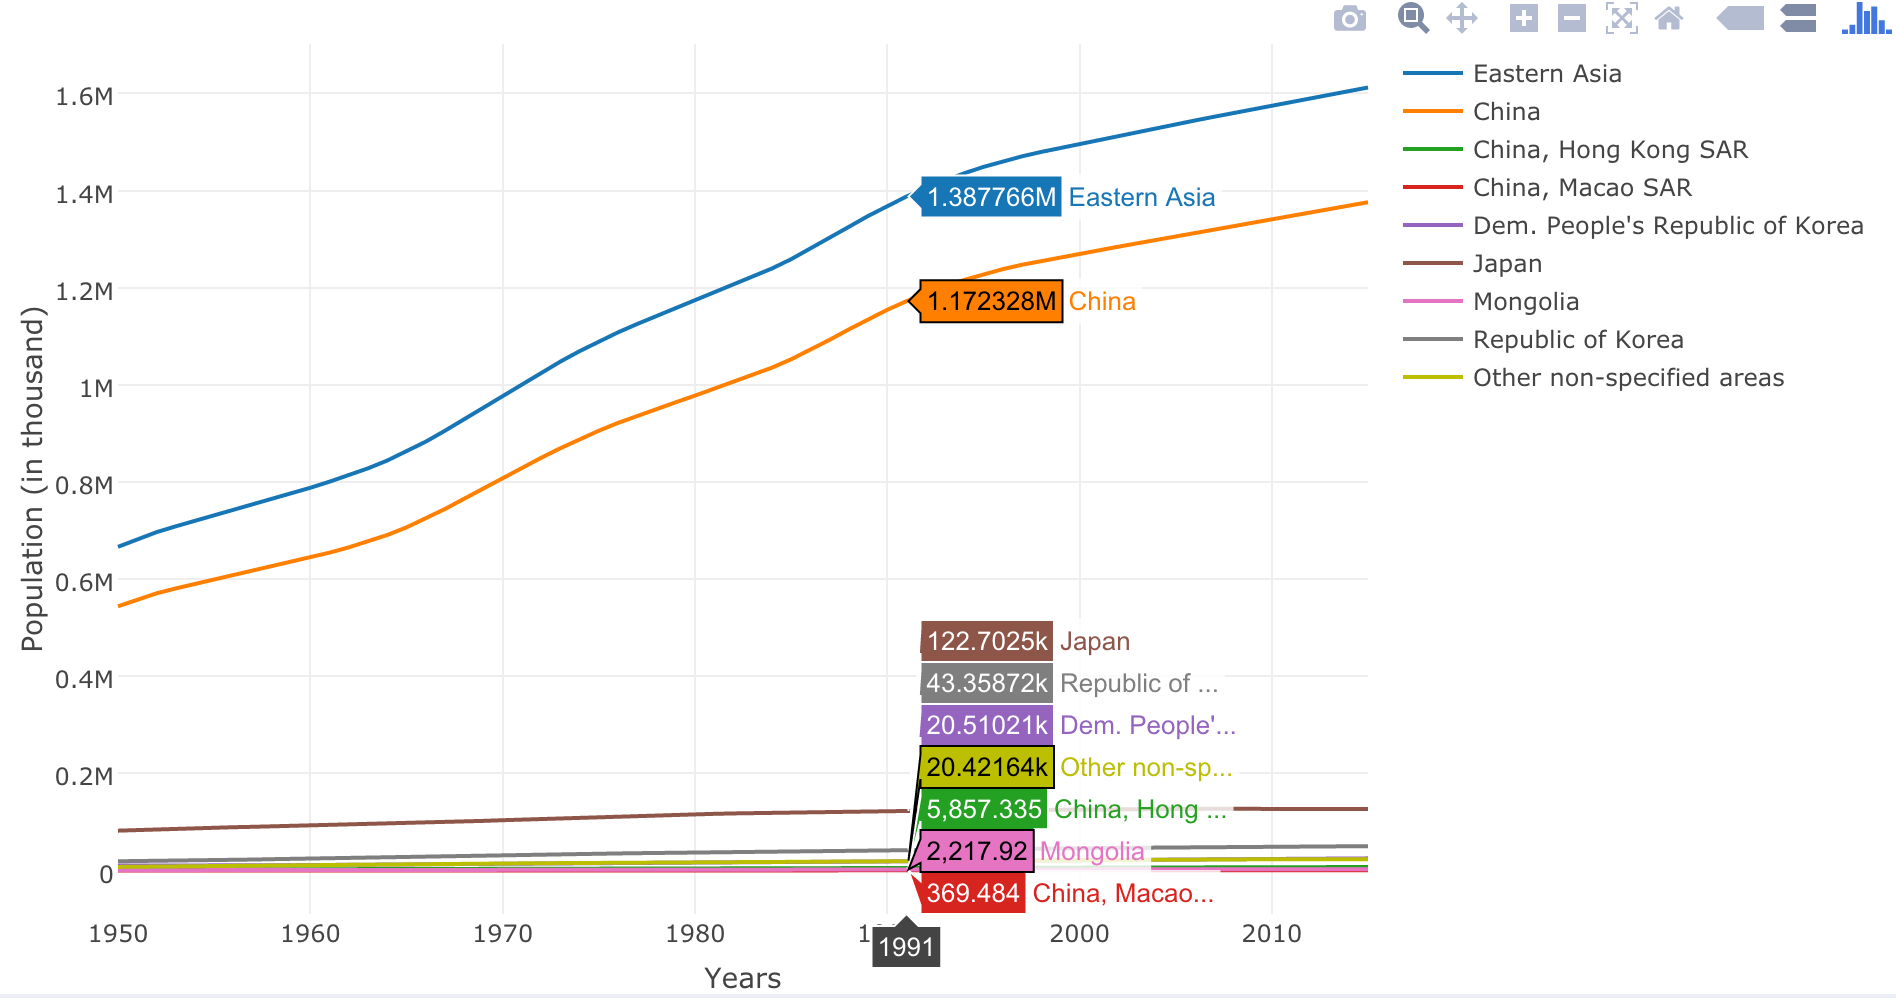 Eastern Asia
China
China, Hong Kong SAR
China, Macao SAR
Dem. People's Republic of Korea
Japan
Mongolia
Republic of Korea
Other non-specified areas
Population (in thousand)
1.6M
1.4M
1.2M
1M
0.8M
0.6M
0.4M
0.2M
0
1.387766M Eastern Asia
1.172328M China
122.7025k Japan
43.35872k Republic of ...
20.51021k Dem. People'...
20.42164k Other non-sp...
5,857.335 China, Hong ...
2,217.92 Mongolia
369.484 China, Macao...
1950 1960 1970 1980 2000 2010
1991
Years